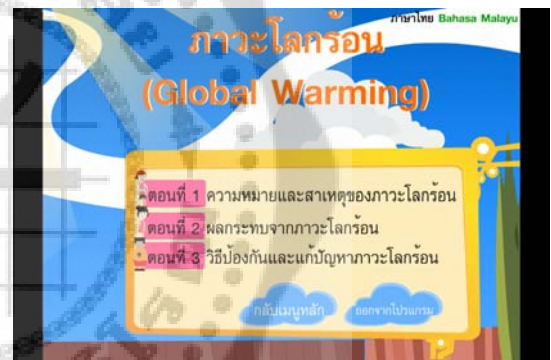 ภาษาไทย Bahasa Malayu
ภาวะโลกร้อน
(Global Warming)
ตอนที่ 1 ความหมายและสาเหตุของภาวะโลกร้อน
ตอนที่ 2 ผลกระทบจากภาวะโลกร้อน
ตอนที่ 3 วิธีป้องกันและแก้ปัญหาภาวะโลกร้อน
กลับเมนูหลัก ออกจากโปรแกรม